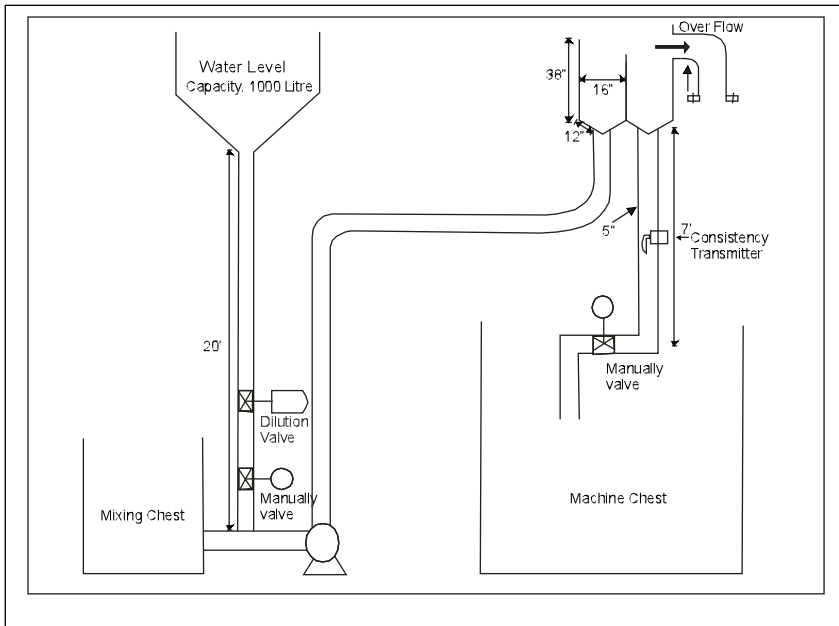 Over Flow
Water Level
Capacity. 1000 Litre
38"
16"
12"
5"
7'
Consistency
Transmitter
20'
Manually
valve
Dilution
Valve
Manually
valve
Mixing Chest
Machine Chest